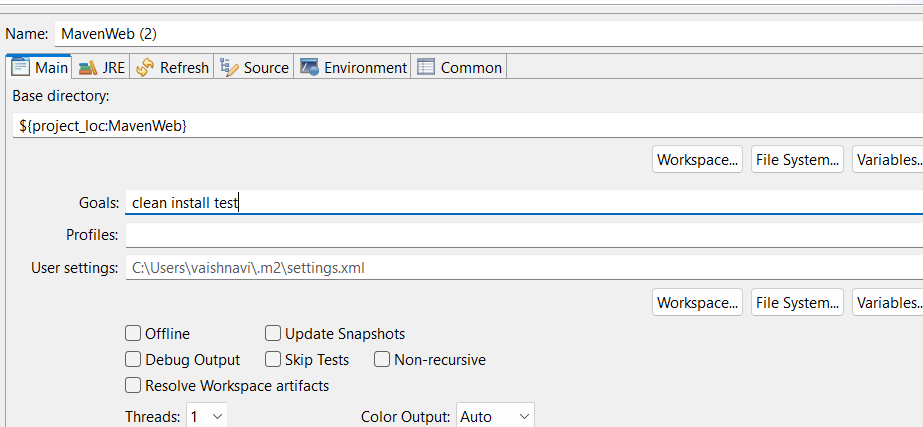 Name: MavenWeb (2)
Main JRE Refresh Source Environment Common
Base directory:
${project_loc:MavenWeb}
Workspace... File System... Variables..
Goals: clean install test
Profiles:
User settings: C:\Users\vaishnavi\.m2\settings.xml
Workspace... File System... Variables..
Offline Update Snapshots
Debug Output Skip Tests Non-recursive
Resolve Workspace artifacts
Threads: 1 Color Output: Auto